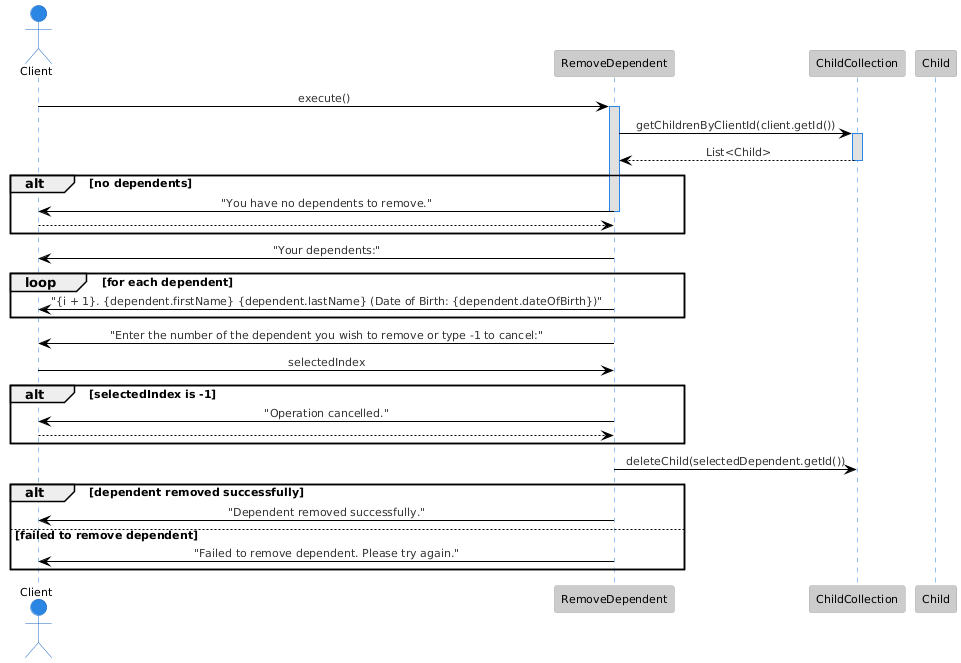 Client
RemoveDependent
ChildCollection
Child
execute()
getChildrenByClientId(client.getId())
List<Child>
alt
[no dependents]
"You have no dependents to remove."
"Your dependents:"
loop
[for each dependent]
"{i + 1}. {dependent.firstName} {dependent.lastName} (Date of Birth: {dependent.dateOfBirth})"
"Enter the number of the dependent you wish to remove or type -1 to cancel:"
selectedIndex
alt
[selectedIndex is -1]
"Operation cancelled."
deleteChild(selectedDependent.getId())
alt
[dependent removed successfully]
"Dependent removed successfully."
[failed to remove dependent]
"Failed to remove dependent. Please try again."
Client
RemoveDependent
ChildCollection
Child